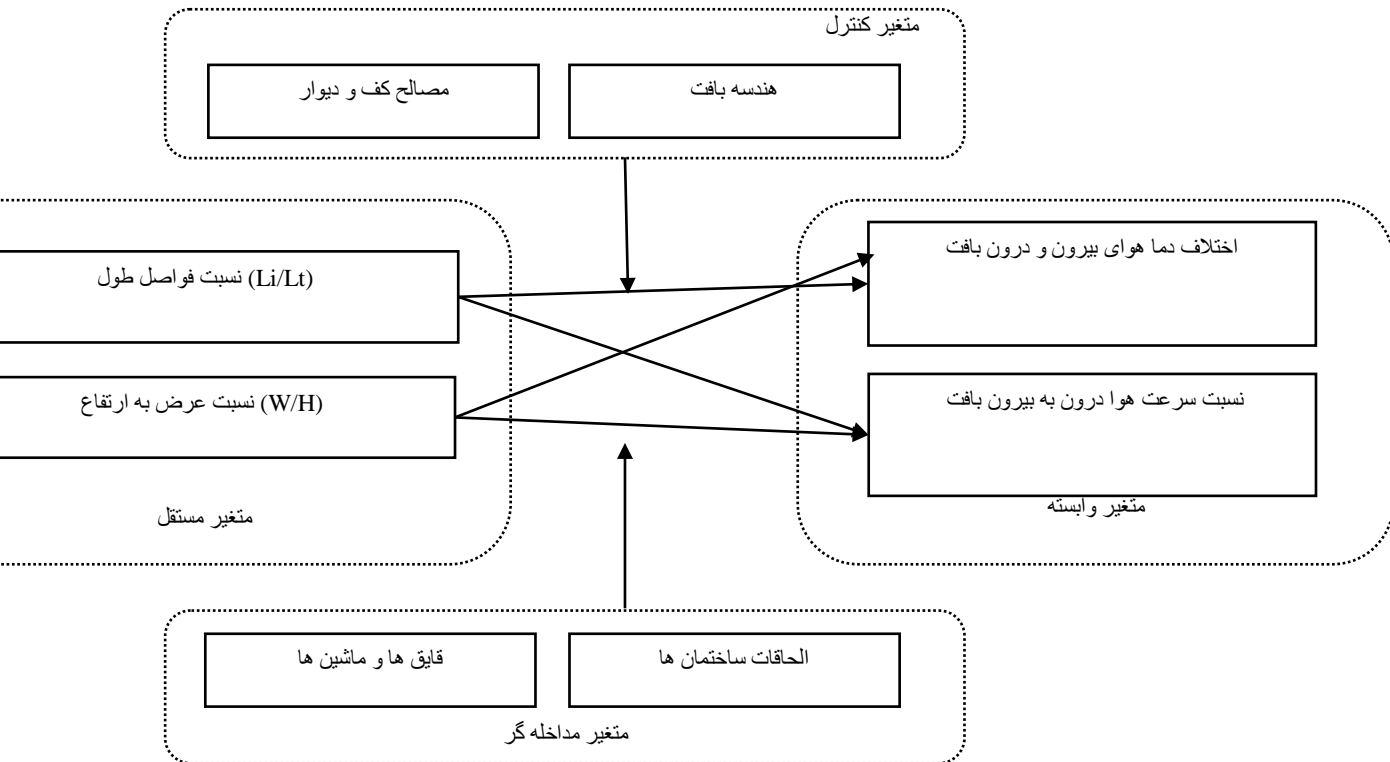 متغیر کنترل
هندسه بافت
مصالح کف و دیوار
اختلاف دما هوای بیرون و درون بافت
نسبت سرعت هوا درون به بیرون بافت
متغیر وابسته
(Li/Lt) نسبت فواصل طول
(W/H) نسبت عرض به ارتفاع
متغیر مستقل
الحاقات ساختمان ها
قایق ها و ماشین ها
متغیر مداخله گر